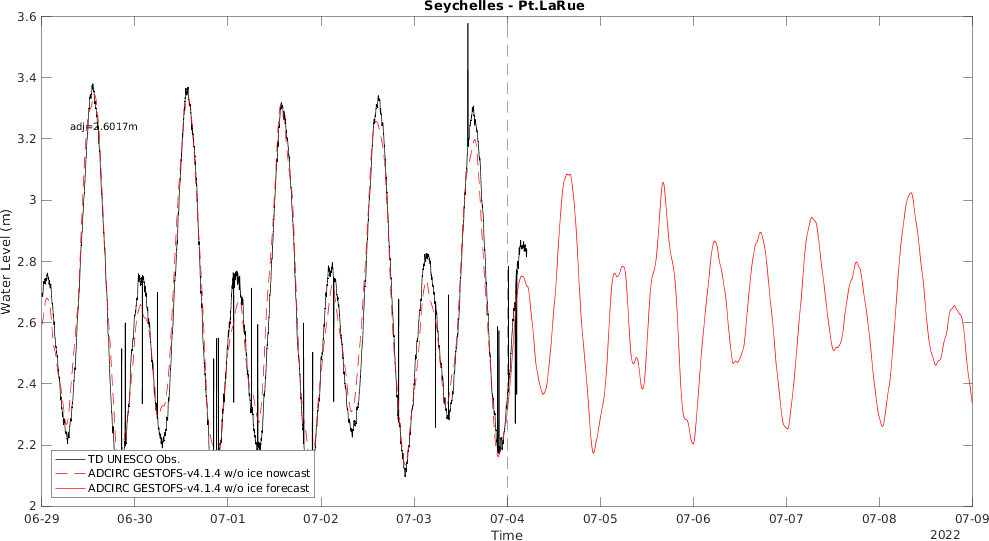 Seychelles - Pt.LaRue
3.6
3.4
3.2
3
2.8
2.6
2.4
2.2
2
Water Level (m)
adj=2.6017m
TD UNESCO Obs.
ADCIRC GESTOFS-v4.1.4 w/o ice nowcast
ADCIRC GESTOFS-v4.1.4 w/o ice forecast
06-29 06-30 07-01 07-02 07-03 07-04 07-05 07-06 07-07 07-08 07-09
Time
2022